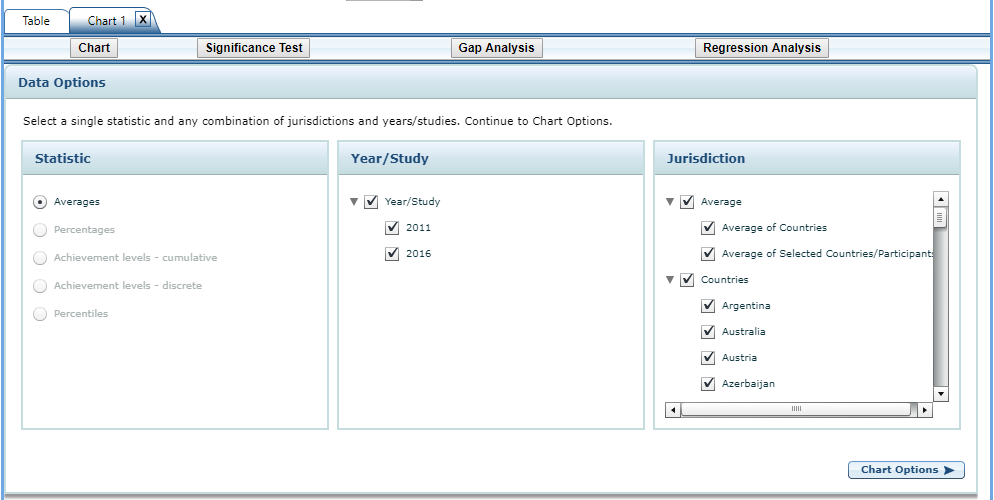 Table
Chart 1 X
Chart Significance Test Gap Analysis Regression Analysis
Data Options
Select a single statistic and any combination of jurisdictions and years/studies. Continue to Chart Options.
Statistic
Averages
Percentages
Achievement levels - cumulative
Achievement levels - discrete
Percentiles
Year/Study
Year/Study
2011
2016
Jurisdiction
Average
Average of Countries
Average of Selected Countries/Participants
Countries
Argentina
Australia
Austria
Azerbaijan
Chart Options